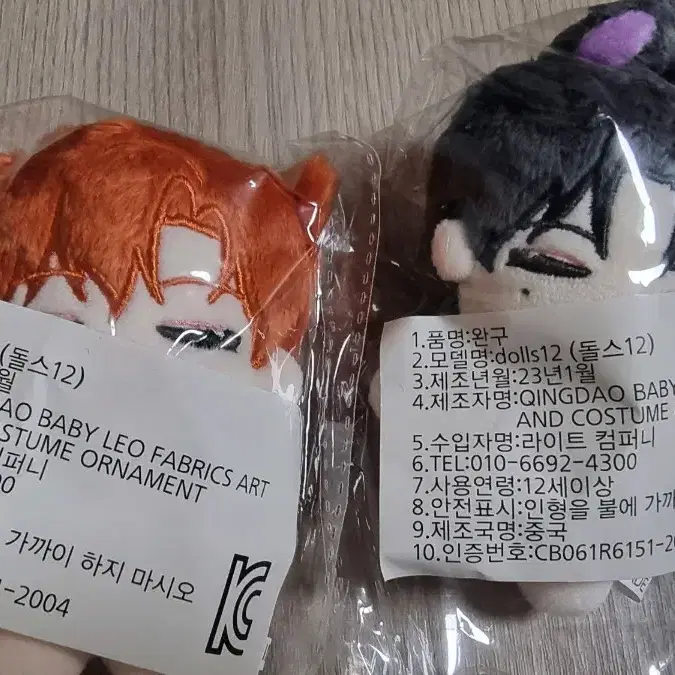 (돌스12)
월
AO BABY LEO FABRICS ART
STUME ORNAMENT
컴퍼니
00
가까이 하지 마시오
1-2004
1.품명:완구
2.모델명:dolls12 (돌스12)
3.제조년월:23년1월
4.제조자명:QINGDAO BABY
AND COSTUME
5.수입자명:라이트 컴퍼니
6.TEL:010-6692-4300
7.사용연령:12세이상
8.안전표시:인형을 불에 가까
9.제조국명:중국
10.인증번호:CB061R6151-20